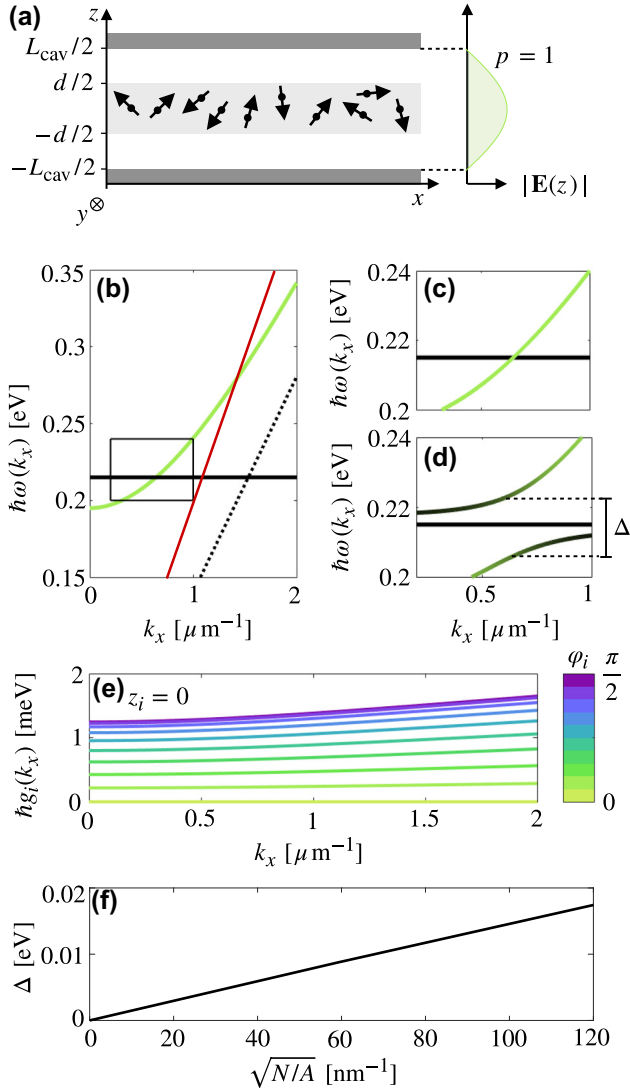 (a)
z
L_cav/2
d/2
−d/2
−L_cav/2
y⊗
x
p = 1
|E(z)|
(b)
ħω(k_x) [eV]
0.35
0.3
0.25
0.2
0.15
0
1
2
k_x [μm⁻¹]
(c)
ħω(k_x) [eV]
0.24
0.22
0.2
(d)
ħω(k_x) [eV]
0.24
0.22
0.2
Δ
0.5
1
k_x [μm⁻¹]
(e)
z_i = 0
ħg_i(k_x) [meV]
2
1
0
0
0.5
1
1.5
2
k_x [μm⁻¹]
φ_i
π/2
0
(f)
Δ [eV]
0.02
0.01
0
0
20
40
60
80
100
120
√N/A [nm⁻¹]